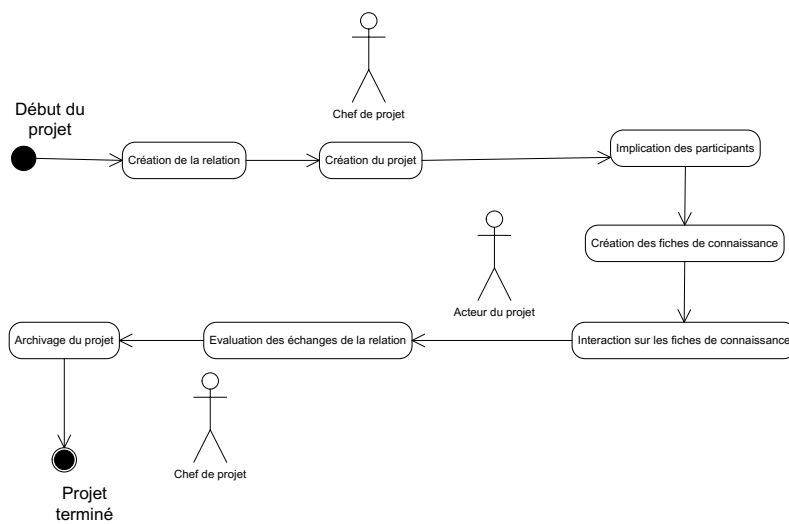 Début du
projet
Chef de projet
Création de la relation
Création du projet
Implication des participants
Création des fiches de connaissance
Acteur du projet
Archivage du projet
Evaluation des échanges de la relation
Interaction sur les fiches de connaissance
Chef de projet
Projet
terminé